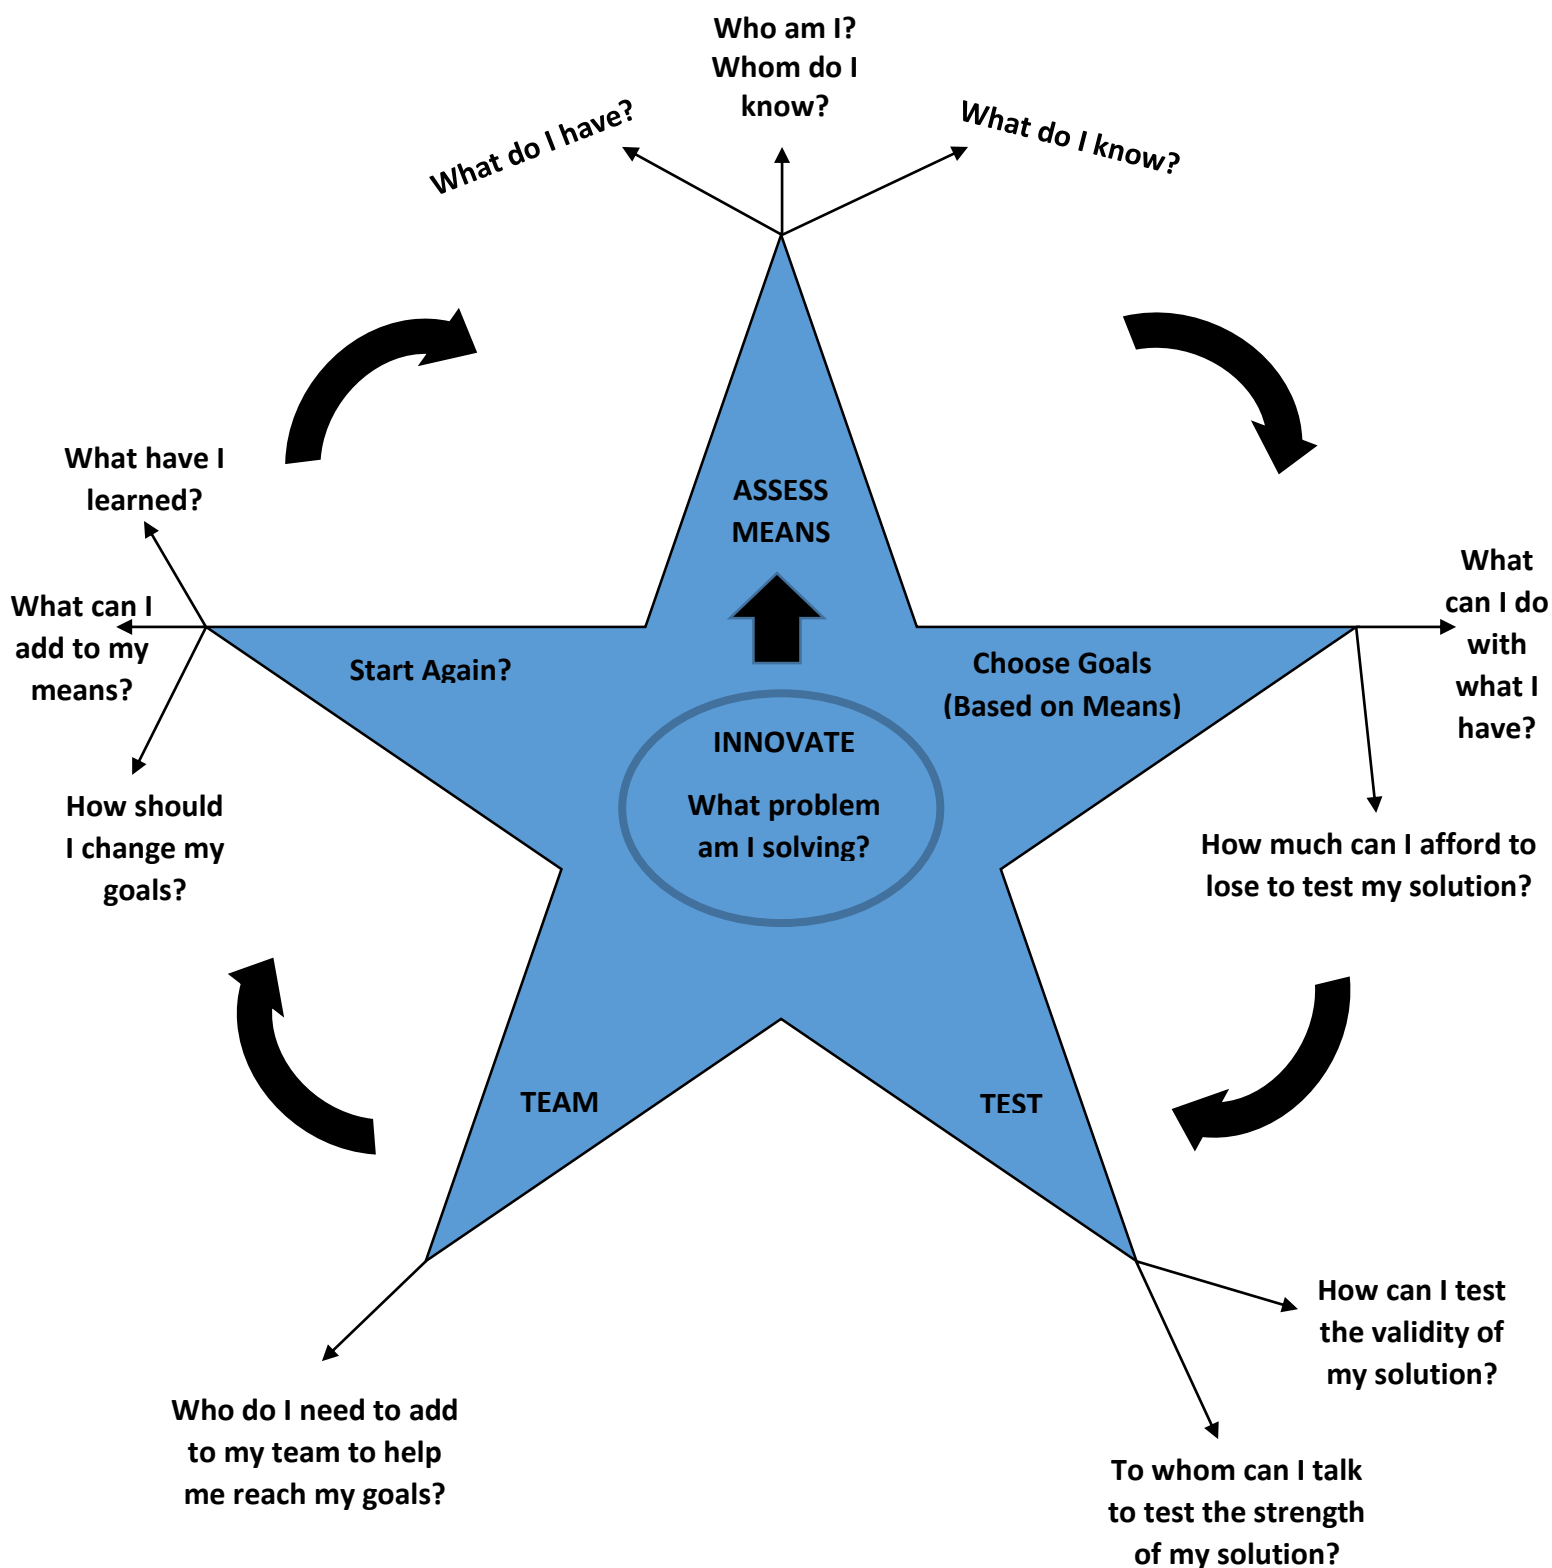 Who am I?
Whom do I
know?
What do I have?
What do I know?
What have I
learned?
What can I
add to my
means?
How should
I change my
goals?
ASSESS
MEANS
Start Again?
Choose Goals
(Based on Means)
INNOVATE
What problem
am I solving?
What
can I do
with
what I
have?
How much can I afford to
lose to test my solution?
TEAM
TEST
Who do I need to add
to my team to help
me reach my goals?
How can I test
the validity of
my solution?
To whom can I talk
to test the strength
of my solution?